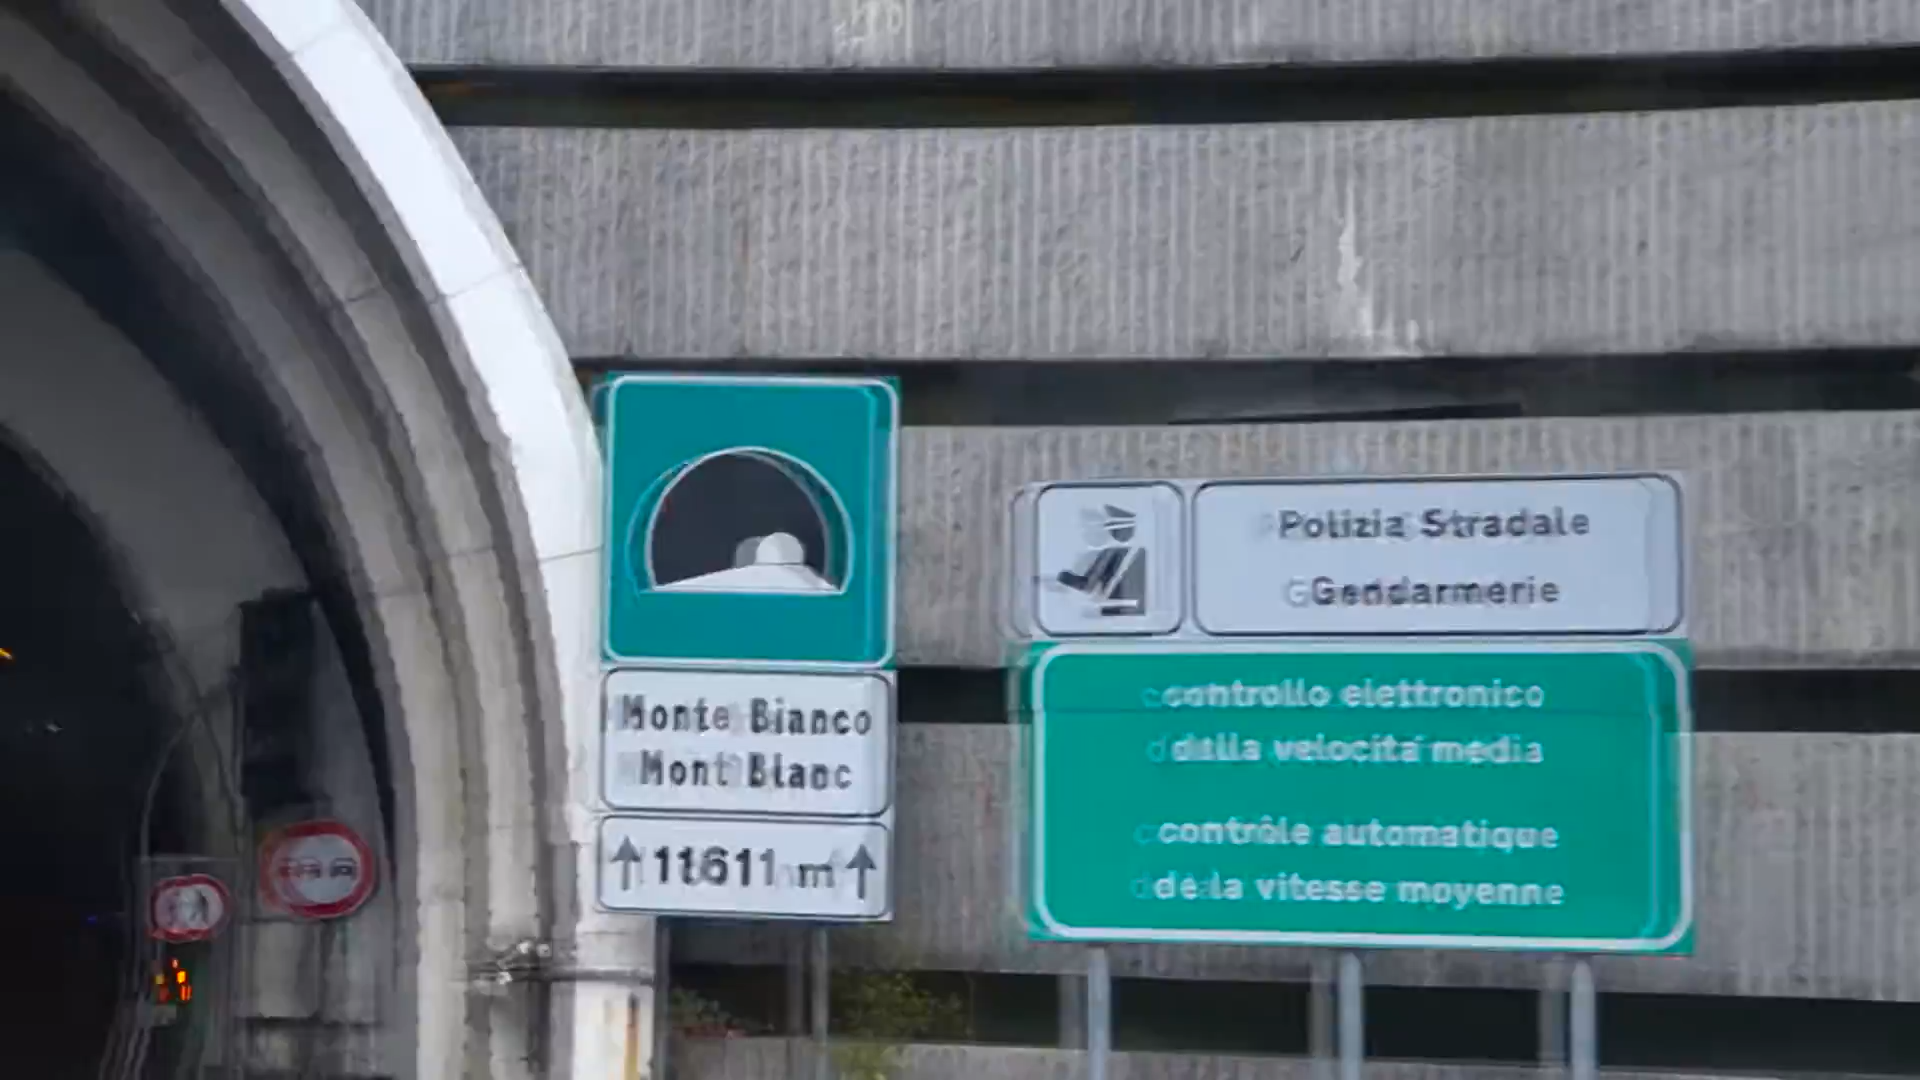 Polizia Stradale
Gendarmerie
Monte Bianco
Mont Blanc
11611 m
controllo elettronico
della velocità media
contrôle automatique
de la vitesse moyenne